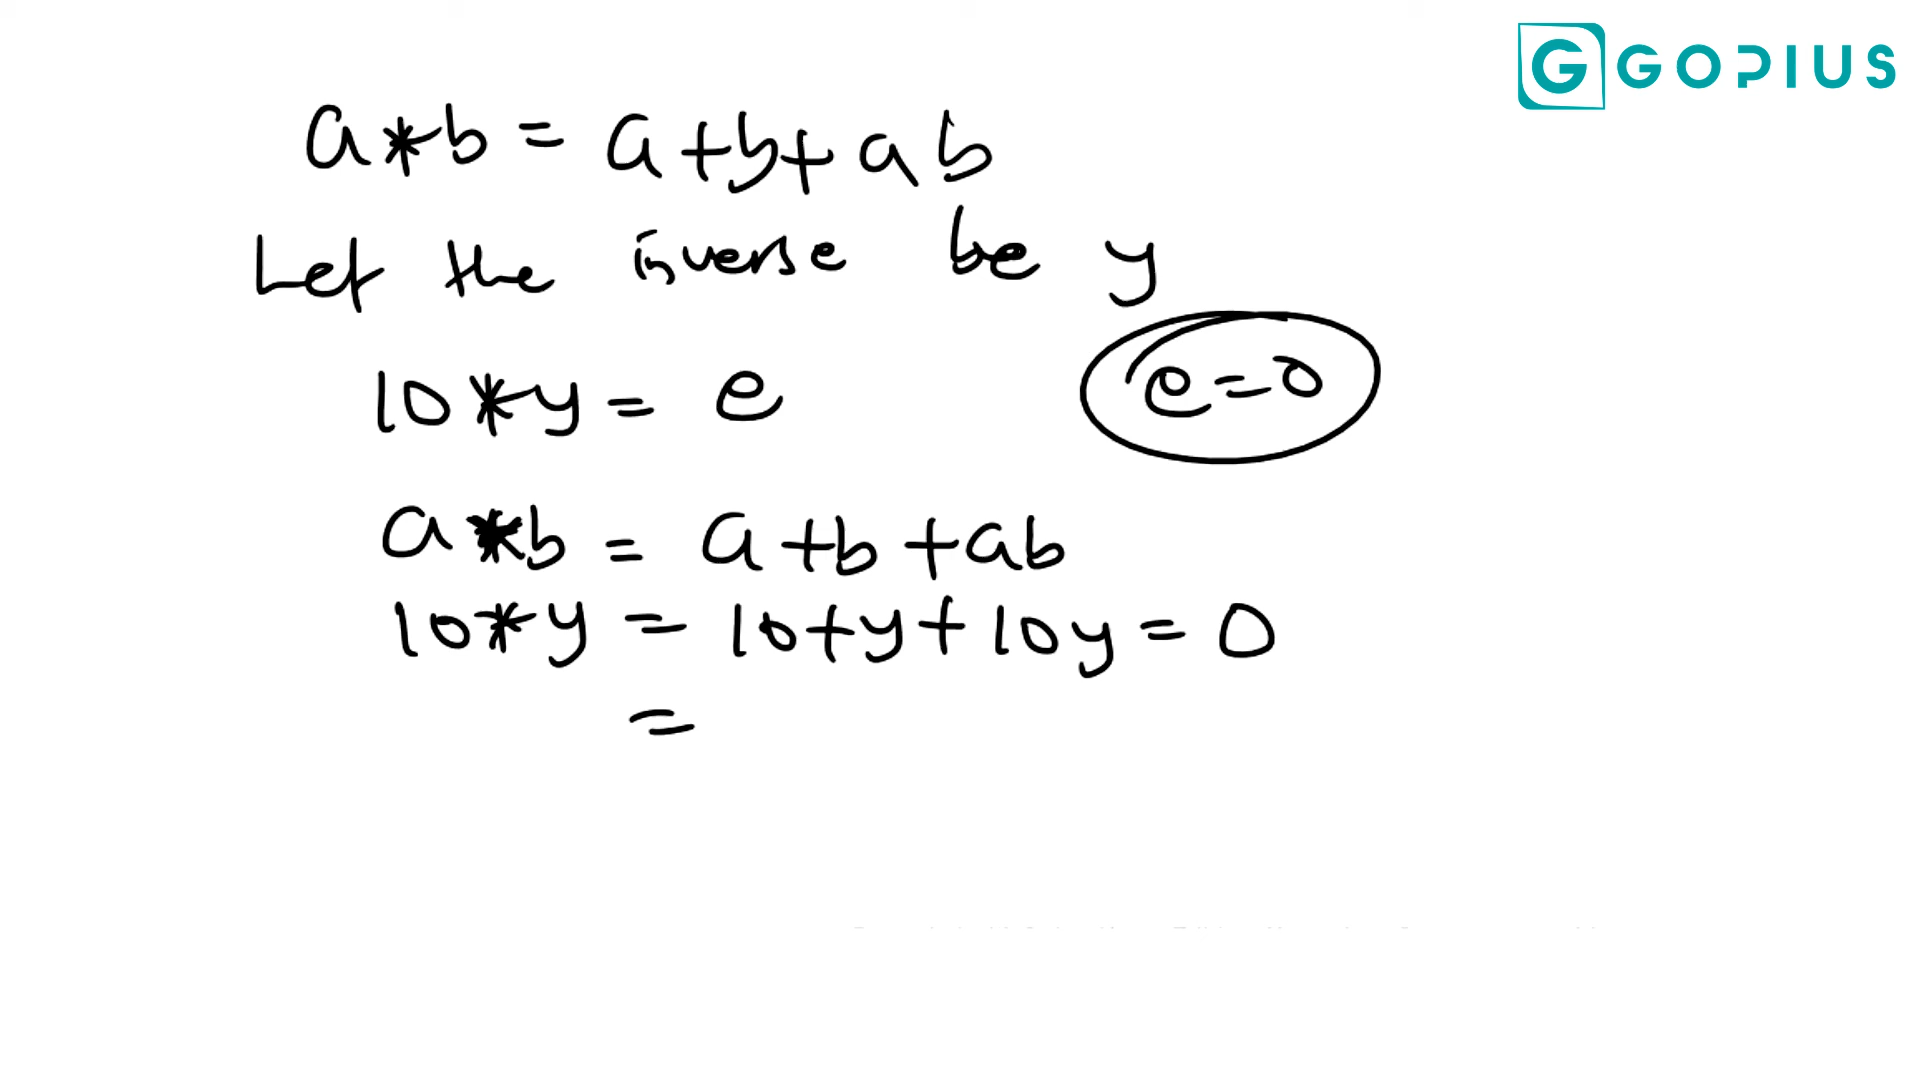 GOPIUS
a*b = a+b+ab
Let the inverse be y
10*y = e
e=0
a*b = a+b+ab
10*y = 10+y+10y = 0
=